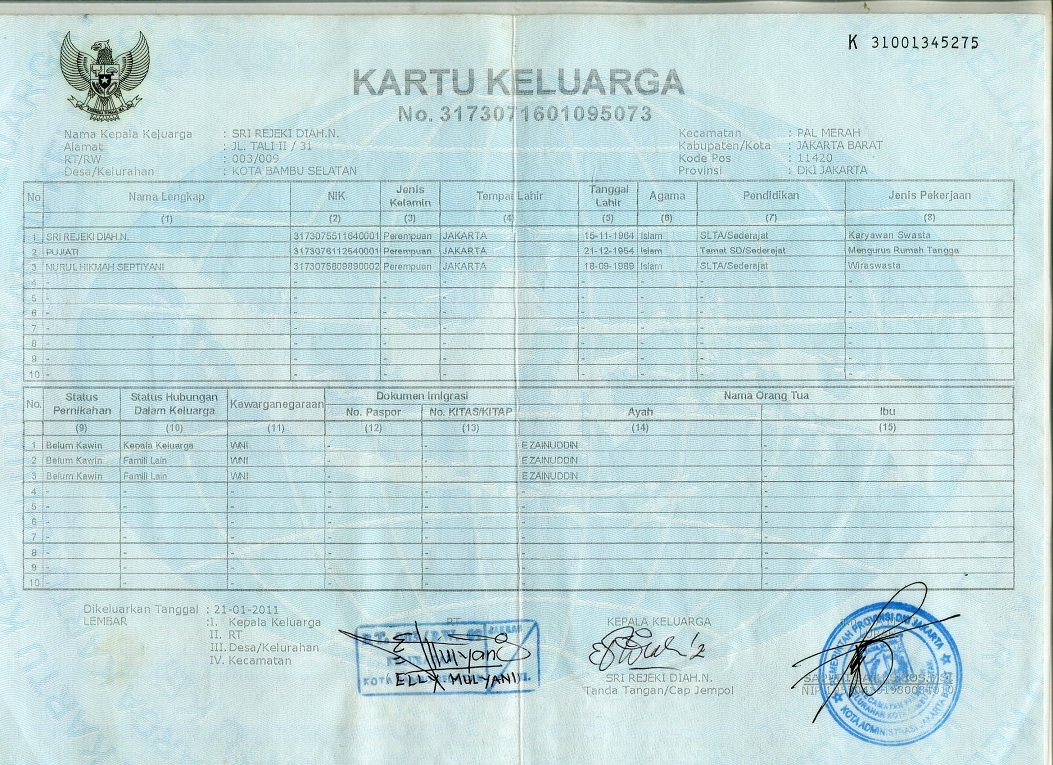 K 31001345275
KARTU KELUARGA
No. 3173071601095073
Nama Kepala Keluarga : SRI REJEKI DIAH.N.
Alamat : JL. TALI II / 31
RT/RW : 003/009
Desa/Kelurahan : KOTA BAMBU SELATAN
Kecamatan : PAL MERAH
Kabupaten/Kota : JAKARTA BARAT
Kode Pos : 11420
Provinsi : DKI JAKARTA
No Nama Lengkap NIK Jenis Kelamin Tempat Lahir Tanggal Lahir Agama Pendidikan Jenis Pekerjaan
(1) (2) (3) (4) (5) (6) (7) (8)
1 SRI REJEKI DIAH.N. 3173075511640001 Perempuan JAKARTA 15-11-1964 Islam SLTA/Sederajat Karyawan Swasta
2 PUJIATI 3173076112540001 Perempuan JAKARTA 21-12-1954 Islam Tamat SD/Sederajat Mengurus Rumah Tangga
3 NURUL HIKMAH SEPTIYANI 3173075809890002 Perempuan JAKARTA 18-09-1989 Islam SLTA/Sederajat Wiraswasta
4 - - - - - - - -
5 - - - - - - - -
6 - - - - - - - -
7 - - - - - - - -
8 - - - - - - - -
9 - - - - - - - -
10 - - - - - - - -
No. Status Pernikahan Status Hubungan Dalam Keluarga Kewarganegaraan Dokumen Imigrasi Nama Orang Tua
No. Paspor No. KITAS/KITAP Ayah Ibu
(9) (10) (11) (12) (13) (14) (15)
1 Belum Kawin Kepala Keluarga WNI - - E ZAINUDDIN -
2 Belum Kawin Famili Lain WNI - - E ZAINUDDIN -
3 Belum Kawin Famili Lain WNI - - E ZAINUDDIN -
4 - - - - - - -
5 - - - - - - -
6 - - - - - - -
7 - - - - - - -
8 - - - - - - -
9 - - - - - - -
10 - - - - - - -
Dikeluarkan Tanggal : 21-01-2011
LEMBAR : I. Kepala Keluarga
II. RT
III. Desa/Kelurahan
IV. Kecamatan
RT
ELLY MULYANI
KEPALA KELUARGA
SRI REJEKI DIAH.N.
Tanda Tangan/Cap Jempol
PROVINSI DKI JAKARTA
KOTA ADMINISTRASI JAKARTA BARAT